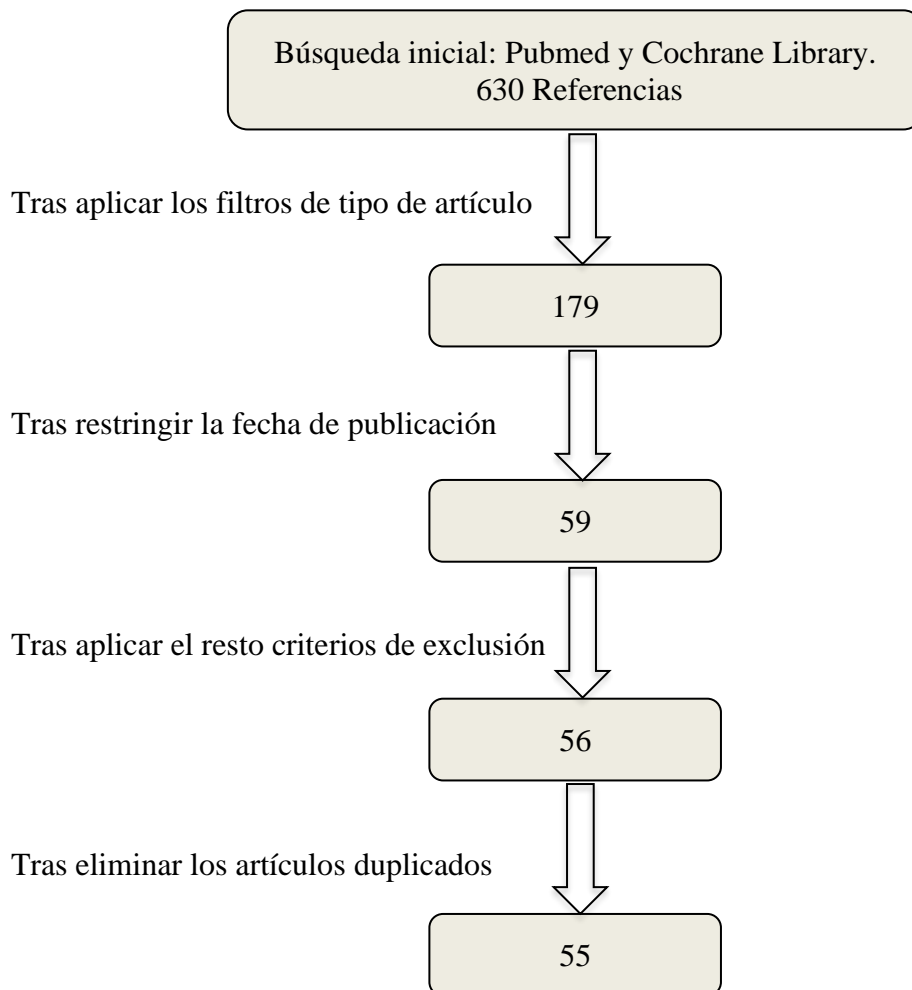 Búsqueda inicial: Pubmed y Cochrane Library.
630 Referencias
Tras aplicar los filtros de tipo de artículo
179
Tras restringir la fecha de publicación
59
Tras aplicar el resto criterios de exclusión
56
Tras eliminar los artículos duplicados
55